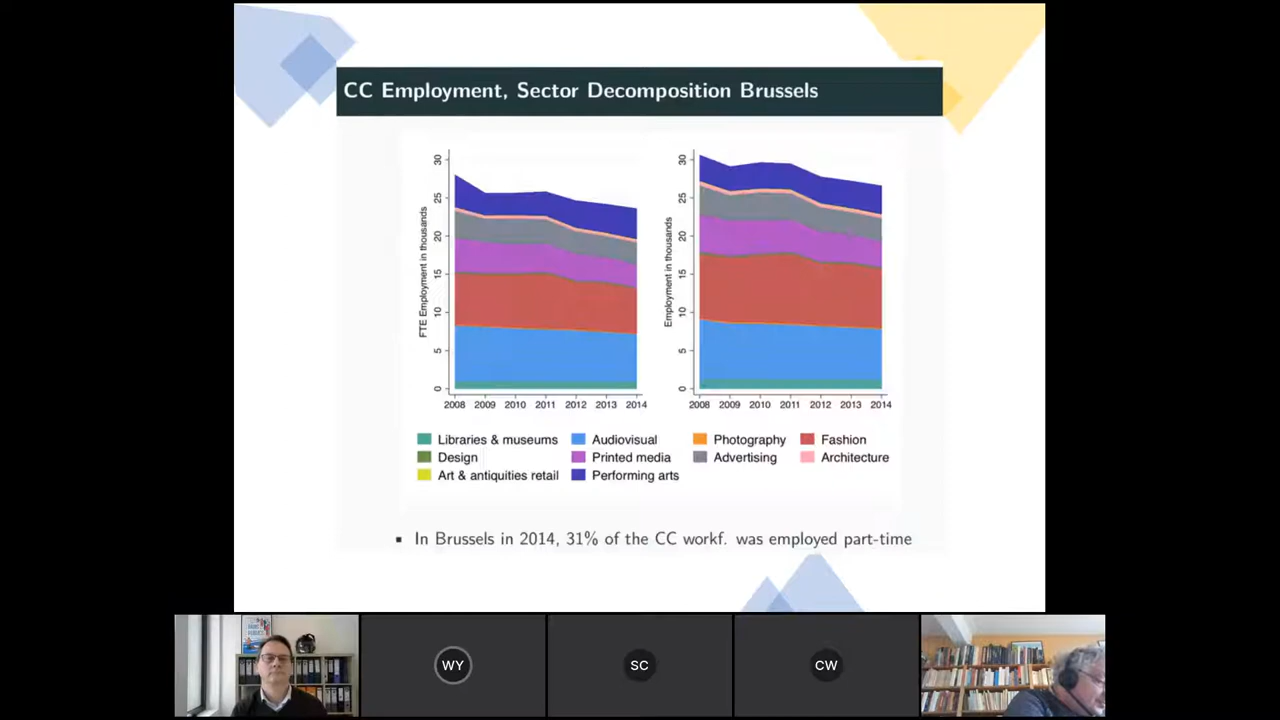 CC Employment, Sector Decomposition Brussels
FTE Employment in thousands
0 5 10 15 20 25 30
2008 2009 2010 2011 2012 2013 2014
Employment in thousands
0 5 10 15 20 25 30
2008 2009 2010 2011 2012 2013 2014
Libraries & museums Audiovisual Photography Fashion
Design Printed media Advertising Architecture
Art & antiquities retail Performing arts
In Brussels in 2014, 31% of the CC workf. was employed part-time
WY SC CW